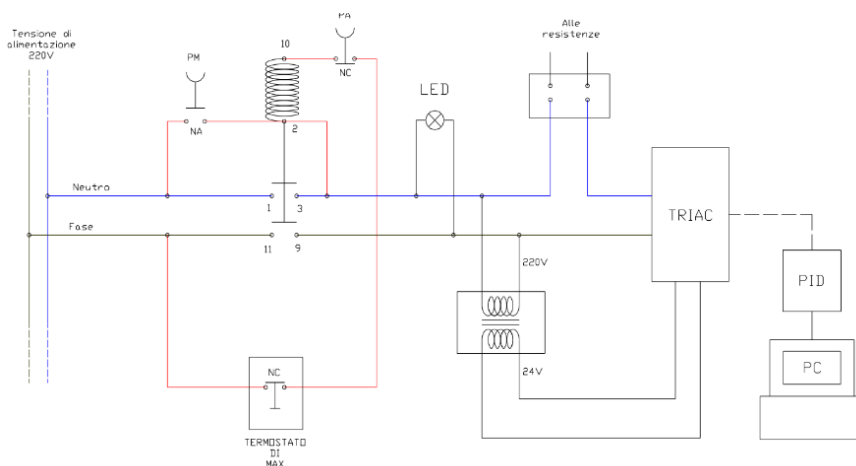 Tensione di
alimentazione
220V
PM
NA
10
2
PA
NC
Alle
resistenze
LED
Neutro
Fase
1
3
11
9
220V
24V
TRIAC
PID
PC
NC
TERMOSTATO
DI
MAX